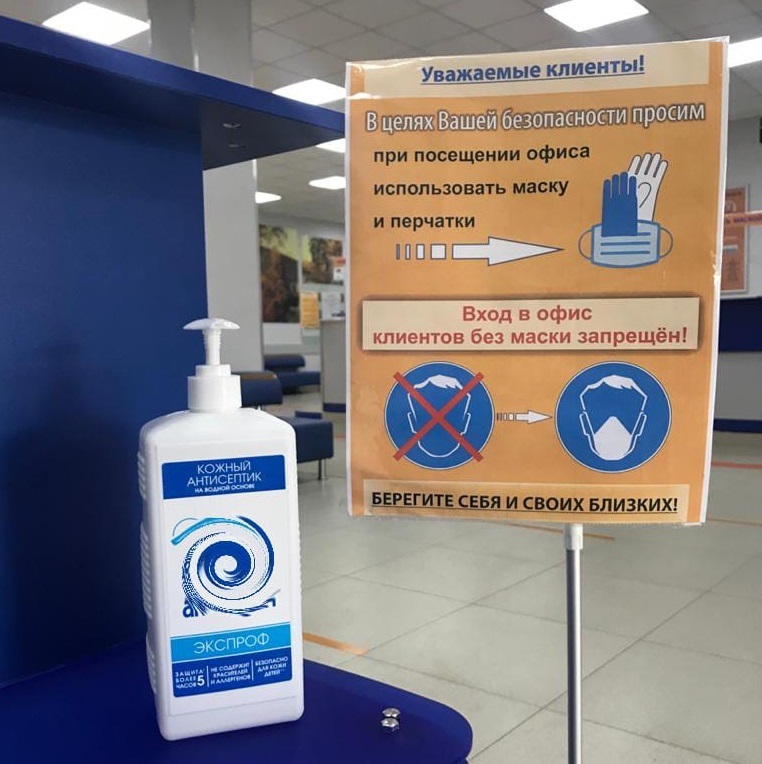 Уважаемые клиенты!
В целях Вашей безопасности просим
при посещении офиса
использовать маску
и перчатки
Вход в офис
клиентов без маски запрещён!
БЕРЕГИТЕ СЕБЯ И СВОИХ БЛИЗКИХ!
КОЖНЫЙ
АНТИСЕПТИК
НА ВОДНОЙ ОСНОВЕ
ЭКСПРОФ
ЗАЩИТА
БОЛЕЕ
ЧАСОВ 5
НЕ СОДЕРЖИТ
КРАСИТЕЛЕЙ
И АЛЛЕРГЕНОВ
БЕЗОПАСНО
ДЛЯ КОЖИ
ДЕТЕЙ